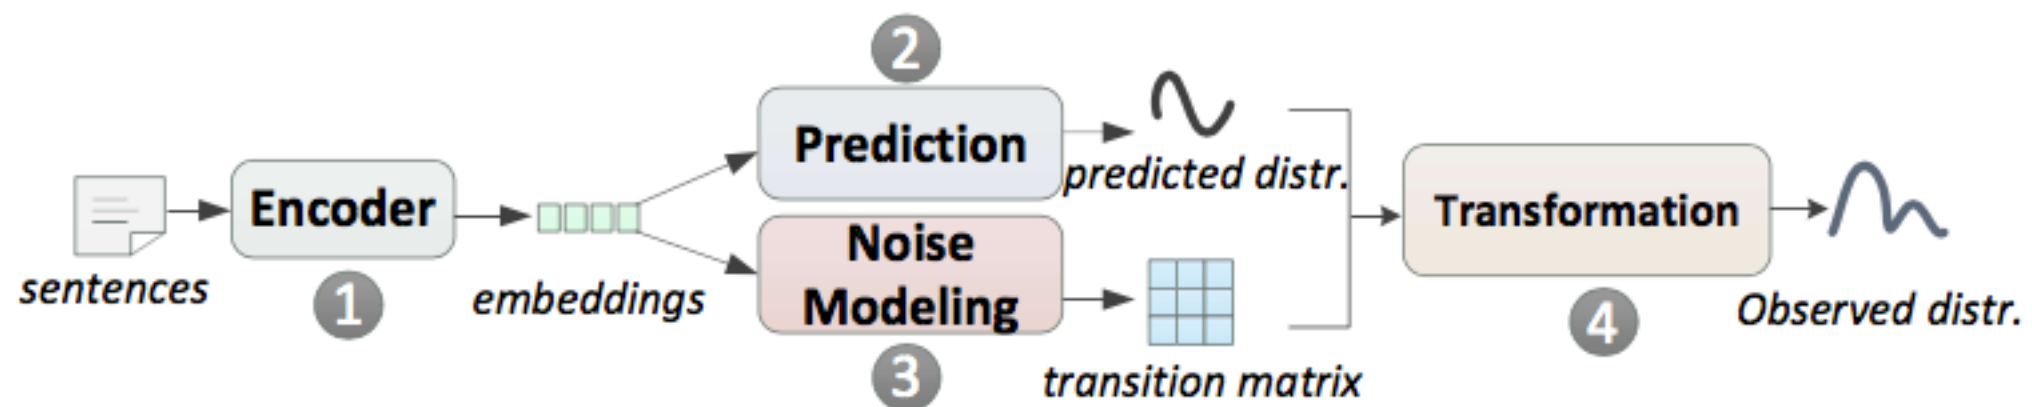 2
Prediction
predicted distr.
Encoder
sentences
1
embeddings
Noise
Modeling
3
transition matrix
Transformation
4
Observed distr.